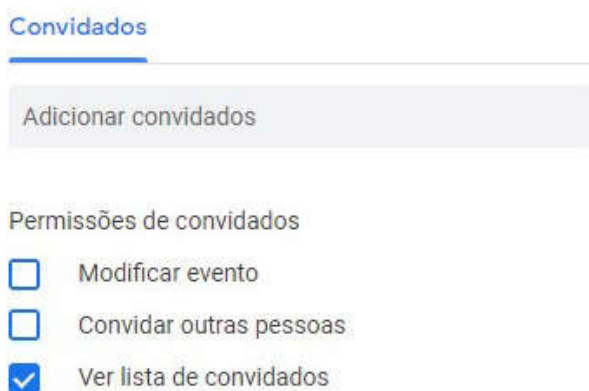 Convidados
Adicionar convidados
Permissões de convidados
Modificar evento
Convidar outras pessoas
Ver lista de convidados